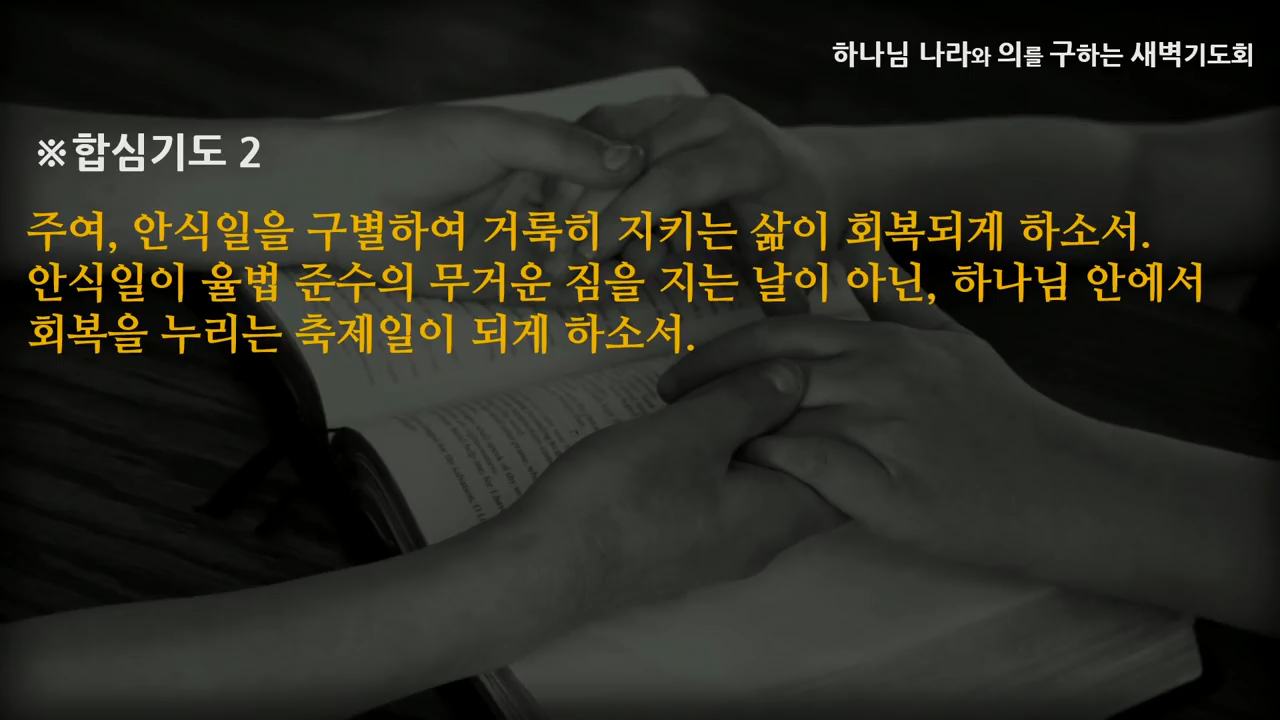 하나님 나라와 의를 구하는 새벽기도회
※합심기도 2
주여, 안식일을 구별하여 거룩히 지키는 삶이 회복되게 하소서.
안식일이 율법 준수의 무거운 짐을 지는 날이 아닌, 하나님 안에서
회복을 누리는 축제일이 되게 하소서.